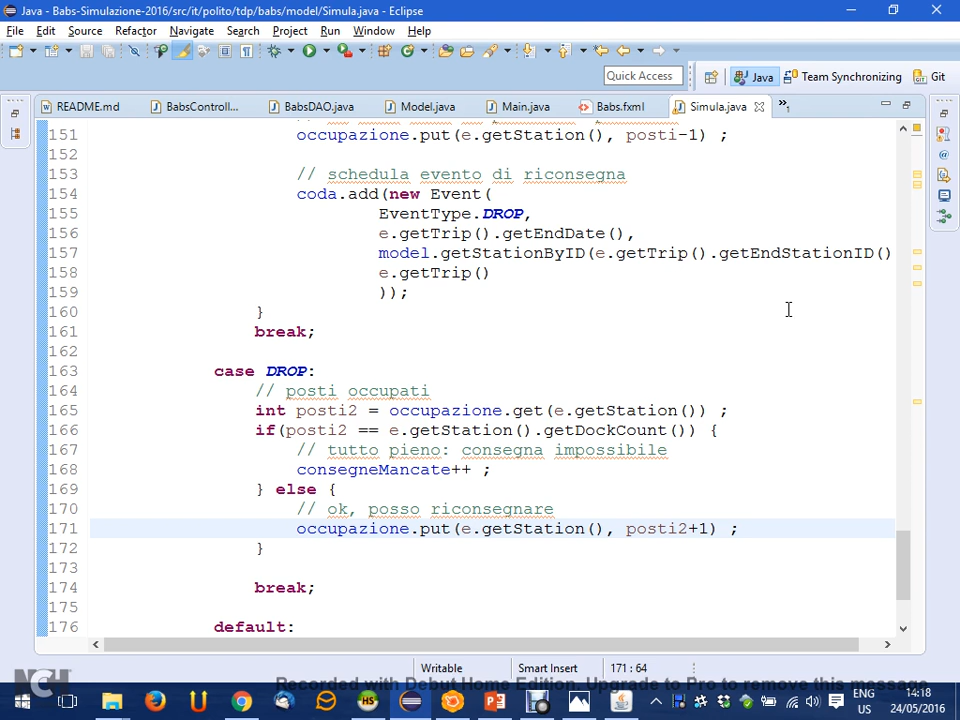 Java - Babs-Simulazione-2016/src/it/polito/tdp/babs/model/Simula.java - Eclipse
File Edit Source Refactor Navigate Search Project Run Window Help
Quick Access Java Team Synchronizing Git
README.md BabsControll... BabsDAO.java Model.java Main.java Babs.fxml Simula.java »1
151 occupazione.put(e.getStation(), posti-1) ;
152
153 // schedula evento di riconsegna
154 coda.add(new Event(
155 EventType.DROP,
156 e.getTrip().getEndDate(),
157 model.getStationByID(e.getTrip().getEndStationID()
158 e.getTrip()
159 ));
160 }
161 break;
162
163 case DROP:
164 // posti occupati
165 int posti2 = occupazione.get(e.getStation()) ;
166 if(posti2 == e.getStation().getDockCount()) {
167 // tutto pieno: consegna impossibile
168 consegneMancate++ ;
169 } else {
170 // ok, posso riconsegnare
171 occupazione.put(e.getStation(), posti2+1) ;
172 }
173
174 break;
175
176 default:
Writable Smart Insert 171 : 64
NCH
Recorded with Debut Home Edition. Upgrade to Pro to remove this message
ENG 14:18
US 24/05/2016